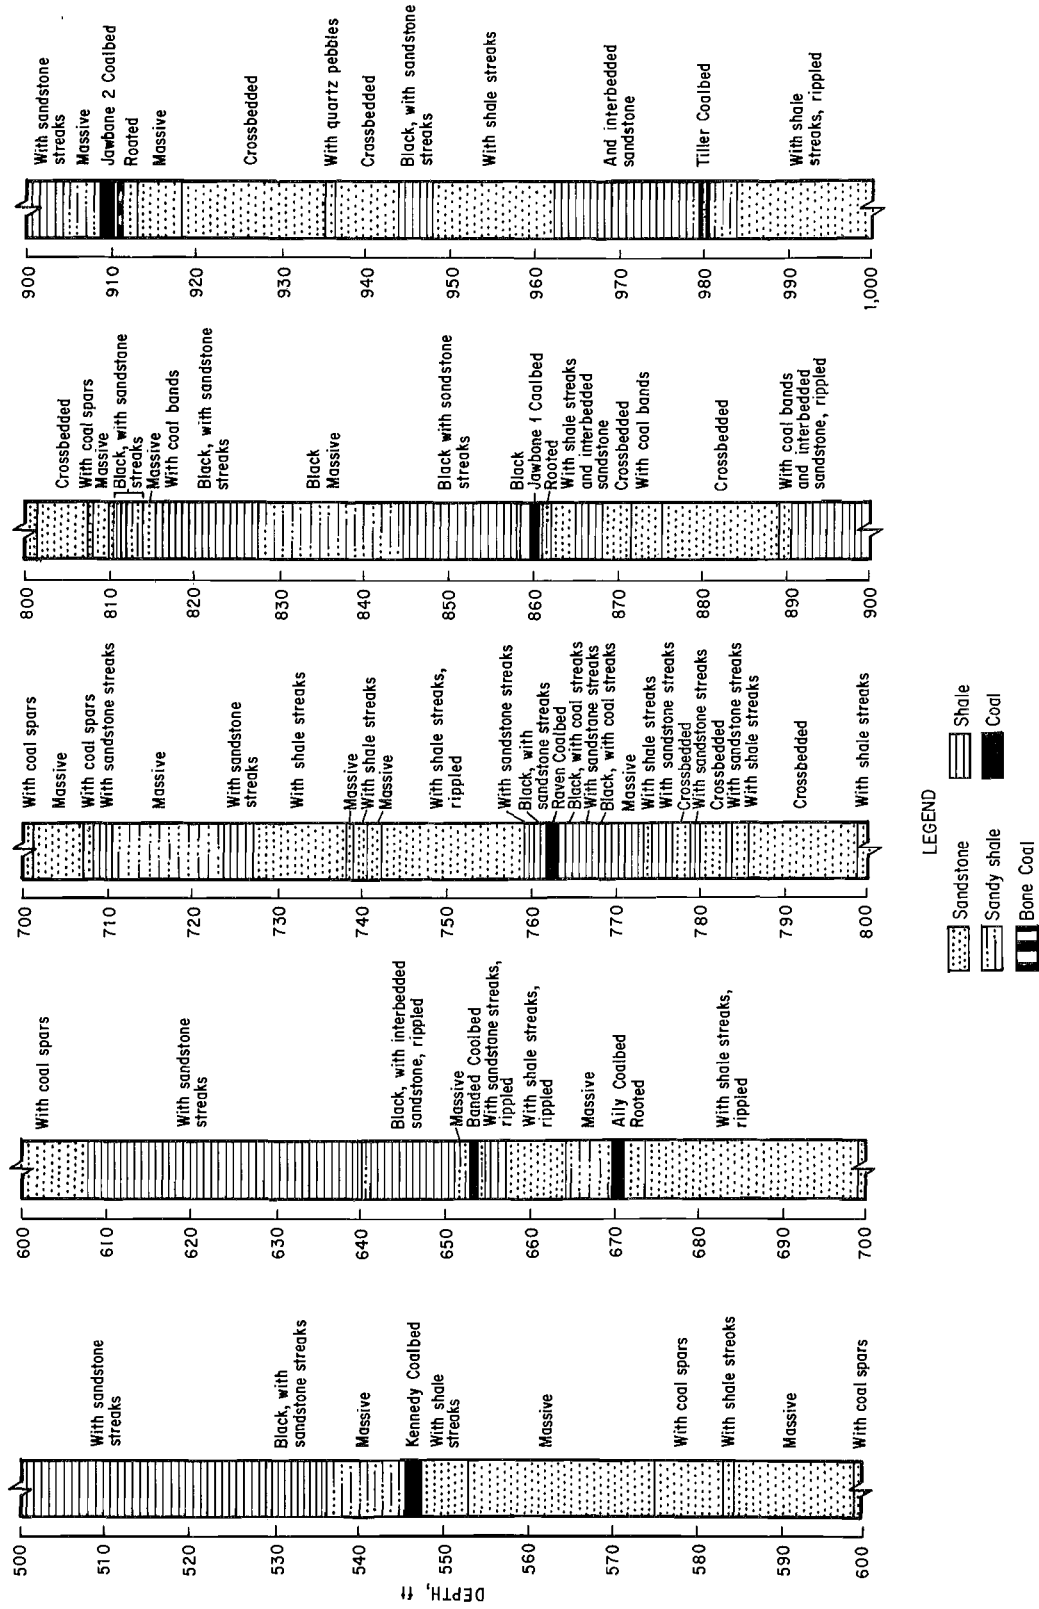 DEPTH, ft
500
510
520
530
540
550
560
570
580
590
600
With sandstone
streaks
Black, with
sandstone streaks
Massive
Kennedy Coalbed
With shale
streaks
Massive
With coal spars
With shale streaks
Massive
With coal spars
600
610
620
630
640
650
660
670
680
690
700
With coal spars
With sandstone
streaks
Black, with interbedded
sandstone, rippled
Massive
Banded Coolbed
With sandstane streaks,
rippled
With shale streaks,
rippled
Massive
Aily Coalbed
Rooted
With shale streaks,
rippled
700
710
720
730
740
750
760
770
780
790
800
With coal spars
Massive
With coal spars
With sandstone streaks
Massive
With sandstone
streaks
With shale streaks
Massive
With shale streaks
Massive
With shale streaks,
rippled
With sandstone streaks
Black, with
sandstone streaks
Raven Coalbed
Black, with coal streaks
With sandstone streaks
Black, with coal streaks
Massive
With shale streaks
With sandstone streaks
Crossbedded
With sandstone streaks
Crossbedded
With sandstone streaks
With shale streaks
Crossbedded
With shale streaks
800
810
820
830
840
850
860
870
880
890
900
Crossbedded
With coal spars
Massive
Black, with sandstane
streaks
Massive
With coal bands
Black, with sandstone
streaks
Black
Massive
Black with sandstone
streaks
Black
Jawbone 1 Caalbed
Rooted
With shale streaks
and interbedded
sandstone
Crossbedded
With coal bands
Crossbedded
With coal bands
and interbedded
sandstone, rippled
900
910
920
930
940
950
960
970
980
990
1,000
With sandstone
streaks
Massive
Jawbone 2 Coalbed
Roated
Massive
Crossbedded
With quartz pebbles
Crassbedded
Black, with sandstone
streaks
With shale streaks
And interbedded
sandstone
Tiller Coalbed
With shale
streaks, rippled
LEGEND
Sandstone
Sandy shale
Bone Coal
Shale
Coal